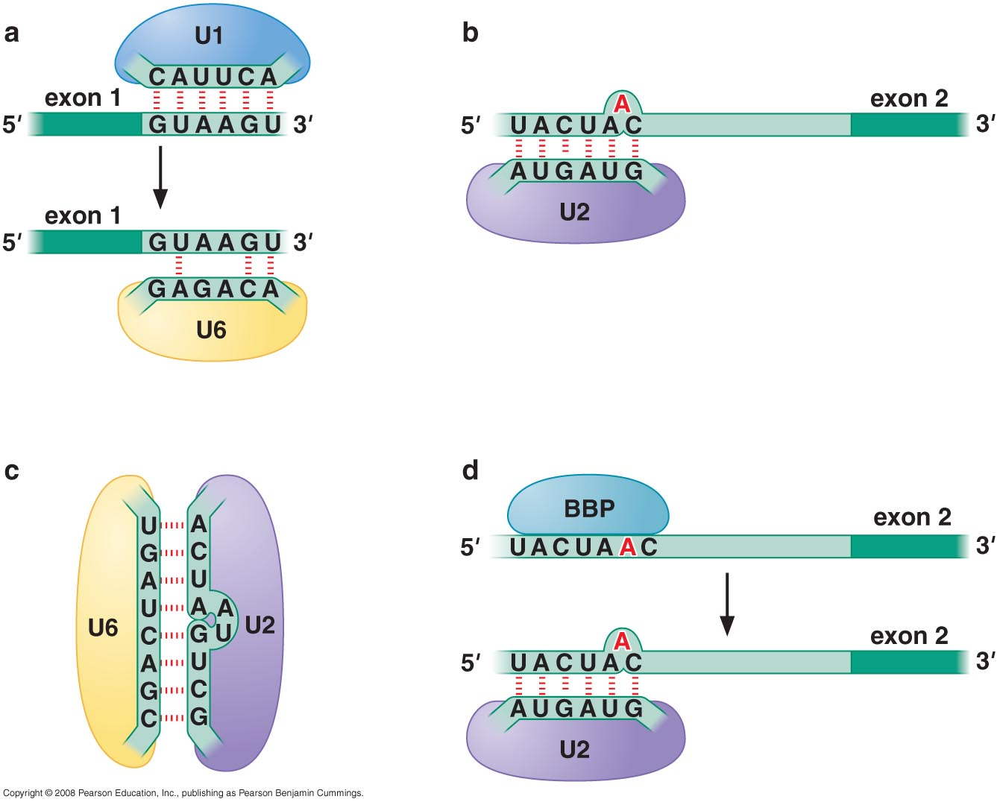 a
U1
CAUUCA
exon 1
5′ GUAAGU 3′
exon 1
5′ GUAAGU 3′
GAGACA
U6
b
A
exon 2
5′ UACUAC 3′
AUGAUG
U2
c
U A
G C
A U
U A A
C G U
A U
G C
C G
U6 U2
d
BBP
exon 2
5′ UACUAAC 3′
A
exon 2
5′ UACUAC 3′
AUGAUG
U2
Copyright © 2008 Pearson Education, Inc., publishing as Pearson Benjamin Cummings.